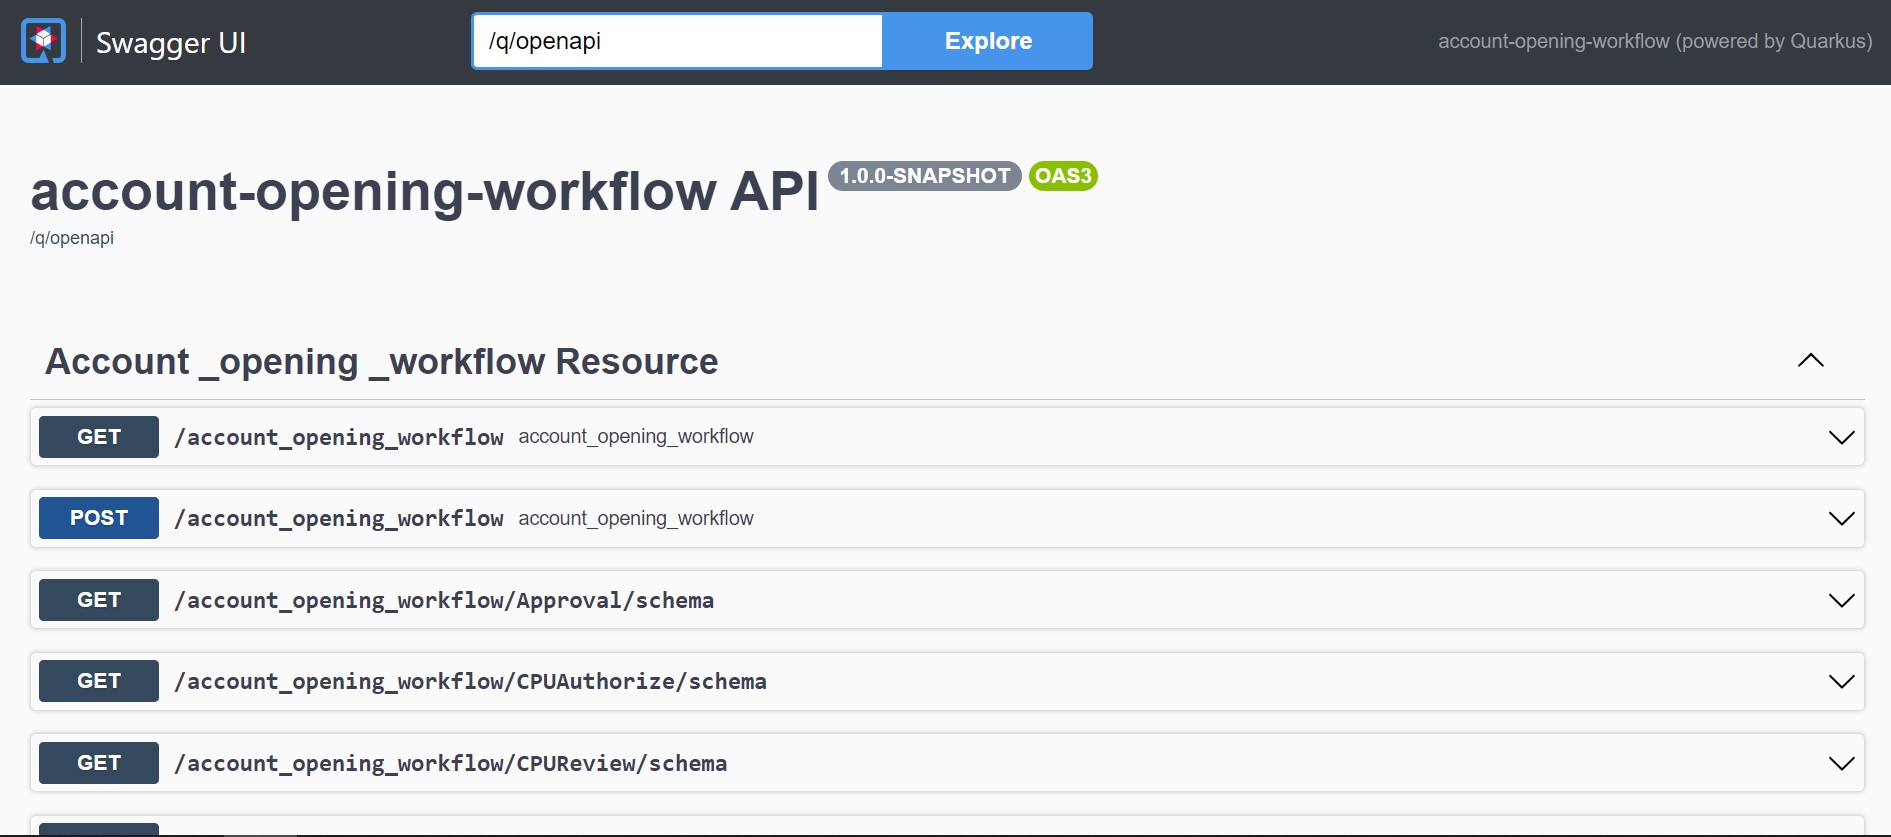 Swagger UI
/q/openapi
Explore
account-opening-workflow (powered by Quarkus)
account-opening-workflow API 1.0.0-SNAPSHOT OAS3
/q/openapi
Account _opening _workflow Resource
GET /account_opening_workflow account_opening_workflow
POST /account_opening_workflow account_opening_workflow
GET /account_opening_workflow/Approval/schema
GET /account_opening_workflow/CPUAuthorize/schema
GET /account_opening_workflow/CPUReview/schema